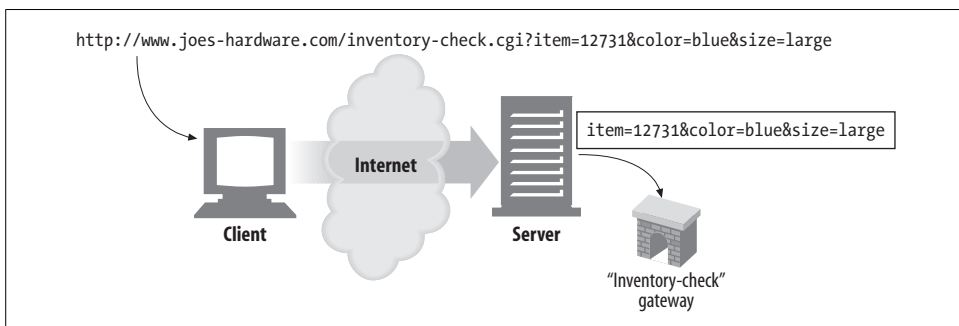 http://www.joes-hardware.com/inventory-check.cgi?item=12731&color=blue&size=large
item=12731&color=blue&size=large
Internet
Client
Server
“Inventory-check”
gateway